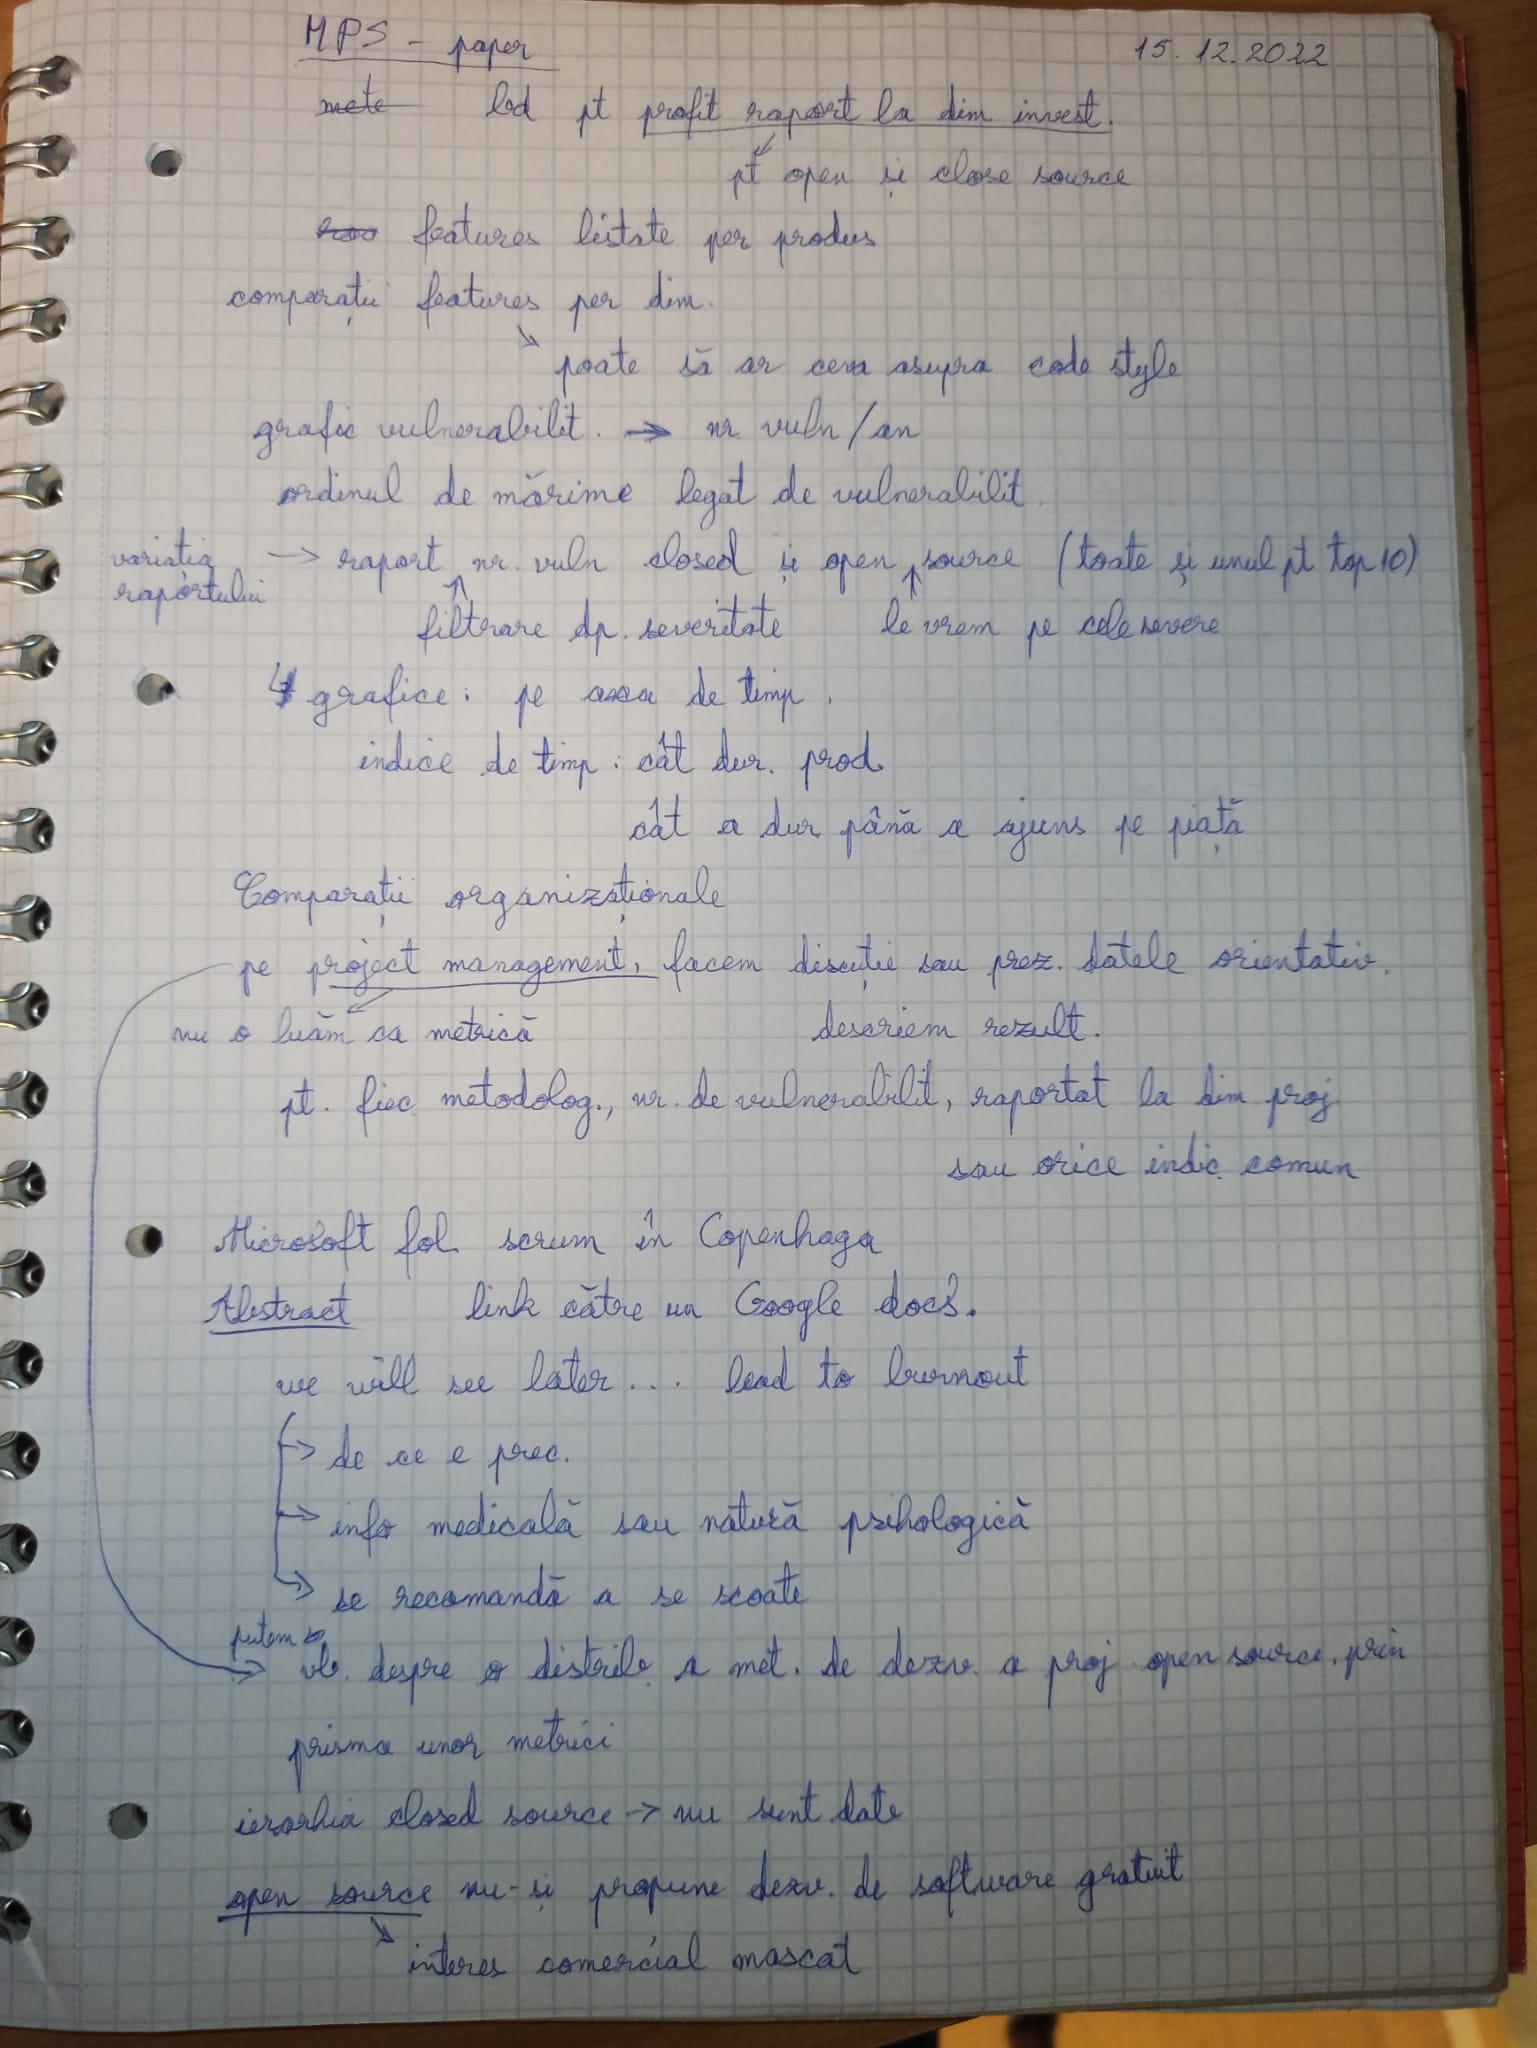 MPS - paper 15.12.2022
pt profit raport la dim invest.
pt open și close source
features listate per produs
comparații features per dim.
poate să ar ceva asupra code style
grafic vulnerabilit. → nr. vuln/an
ordinul de mărime legat de vulnerabilit.
variația raportului → raport nr. vuln closed și open source (toate și unul pt top 10)
filtrare dp. severitate le vrem pe cele severe
grafice: pe axa de timp.
indice de timp: cât dur. prod
cât a dur. până a ajuns pe piață
Comparații organizaționale
pe project management, facem discuție sau prez. datele orientativ.
nu o luăm ca metrică descriem rezult.
pt. fiec. metodolog., nr. de vulnerabilit, raportat la dim proj.
sau orice indic. comun
Microsoft fol. scrum în Copenhaga
Abstract link către un Google docs.
we will see later... lead to burnout
→ de ce e prec.
→ info medicală sau natură psihologică
→ se recomandă a se scoate
putem
→ vb. despre o distrib. a met. de dezv. a proj. open source. prin
prisma unor metrici
ierarhia closed source → nu sunt date
open source nu-și propune dezv. de software gratuit
interes comercial mascat